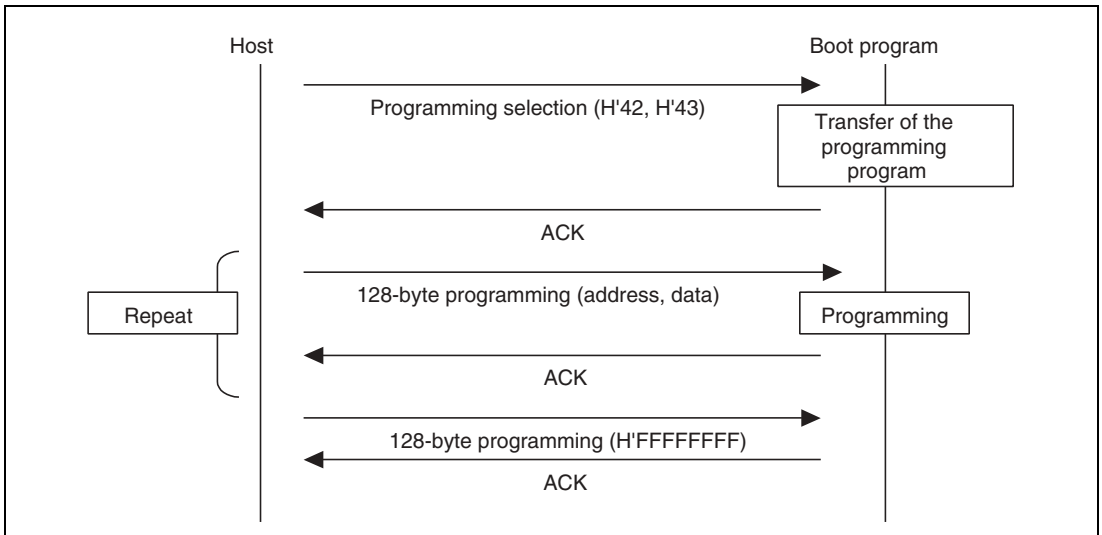 Host
Boot program
Programming selection (H'42, H'43)
Transfer of the
programming
program
ACK
128-byte programming (address, data)
Repeat
Programming
ACK
128-byte programming (H'FFFFFFFF)
ACK